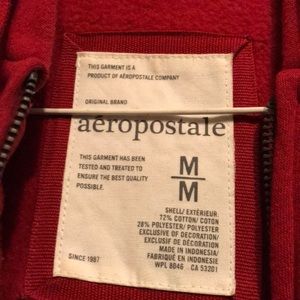 THIS GARMENT IS A
PRODUCT OF AÉROPOSTALE COMPANY
ORIGINAL BRAND
aéropostale
THIS GARMENT HAS BEEN
TESTED AND TREATED TO
ENSURE THE BEST QUALITY
POSSIBLE.
M
M
SHELL/ EXTÉRIEUR:
72% COTTON/ COTON
28% POLYESTER/ POLYESTER
EXCLUSIVE OF DECORATION/
EXCLUSIF DE DÉCORATION
MADE IN INDONESIA/
FABRIQUÉ EN INDONESIE
WPL 8046 CA 53201
SINCE 1987